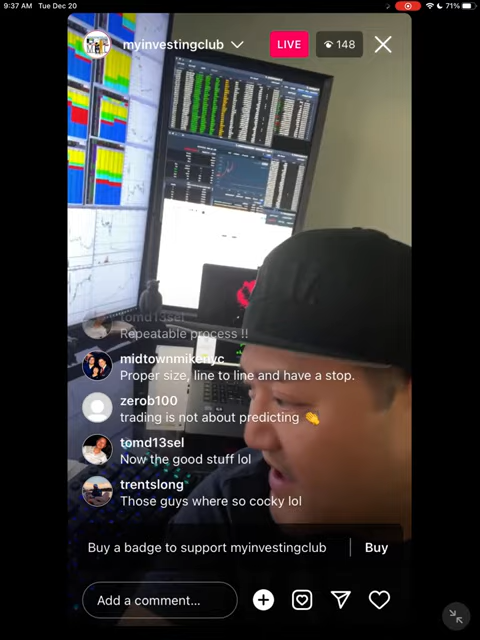 9:37 AM Tue Dec 20
71%
myinvestingclub
LIVE
148
tomd13sel
Repeatable process !!
midtownmikenyc
Proper size, line to line and have a stop.
zerob100
trading is not about predicting 👏
tomd13sel
Now the good stuff lol
trentslong
Those guys where so cocky lol
Buy a badge to support myinvestingclub
Buy
Add a comment...